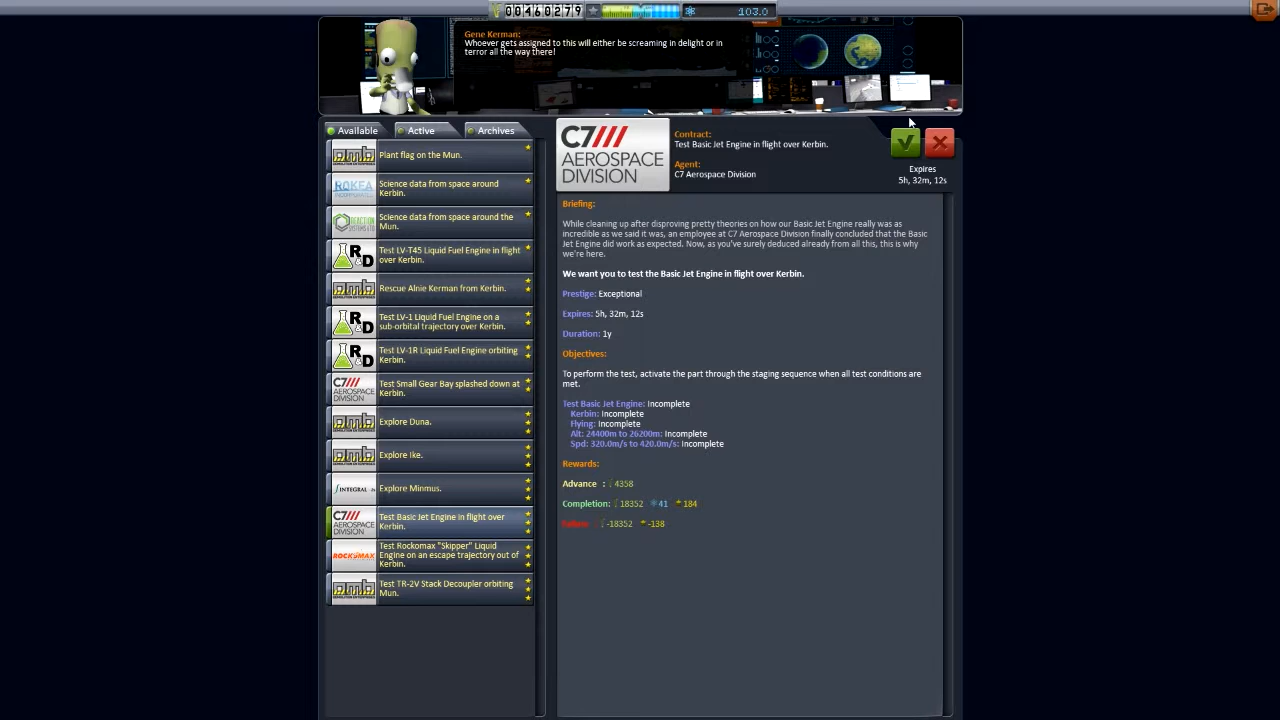 00460279
103.0
Gene Kerman:
Whoever gets assigned to this will either be screaming in delight or in
terror all the way there!
Available
Active
Archives
Plant flag on the Mun.
ROKEA
Science data from space around
Kerbin.
REACTION
SYSTEMS LTD
Science data from space around the
Mun.
R&D
Test LV-T45 Liquid Fuel Engine in flight
over Kerbin.
Rescue Alnie Kerman from Kerbin.
R&D
Test LV-1 Liquid Fuel Engine on a
sub-orbital trajectory over Kerbin.
R&D
Test LV-1R Liquid Fuel Engine orbiting
Kerbin.
C7///
AEROSPACE
DIVISION
Test Small Gear Bay splashed down at
Kerbin.
Explore Duna.
Explore Ike.
INTEGRAL
Explore Minmus.
C7///
AEROSPACE
DIVISION
Test Basic Jet Engine in flight over
Kerbin.
ROCKOMAX
Test Rockomax "Skipper" Liquid
Engine on an escape trajectory out of
Kerbin.
Test TR-2V Stack Decoupler orbiting
Mun.
C7///
AEROSPACE
DIVISION
Contract:
Test Basic Jet Engine in flight over Kerbin.
Agent:
C7 Aerospace Division
Expires
5h, 32m, 12s
Briefing:
While cleaning up after disproving pretty theories on how our Basic Jet Engine really was as
incredible as we said it was, an employee at C7 Aerospace Division finally concluded that the Basic
Jet Engine did work as expected. Now, as you've surely deduced already from all this, this is why
we're here.
We want you to test the Basic Jet Engine in flight over Kerbin.
Prestige: Exceptional
Expires: 5h, 32m, 12s
Duration: 1y
Objectives:
To perform the test, activate the part through the staging sequence when all test conditions are
met.
Test Basic Jet Engine: Incomplete
Kerbin: Incomplete
Flying: Incomplete
Alt: 24400m to 26200m: Incomplete
Spd: 320.0m/s to 420.0m/s: Incomplete
Rewards:
Advance : 4358
Completion: 18352 41 184
Failure: -18352 -138